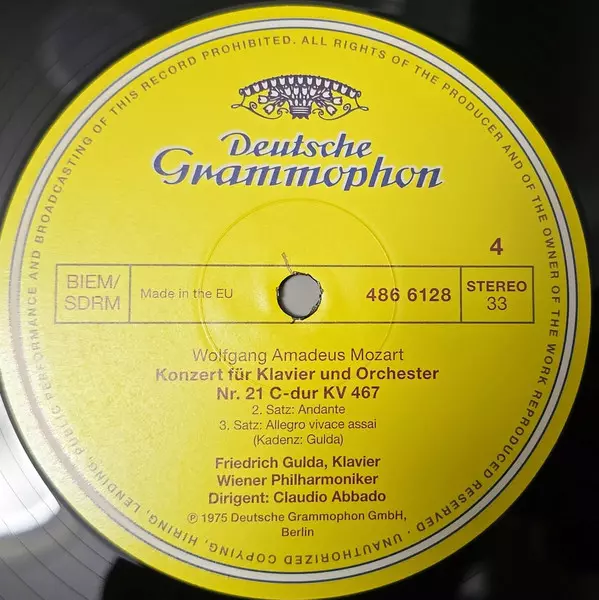 OF THIS RECORD PROHIBITED. ALL RIGHTS OF THE PRODUCER AND OF THE OWNER OF THE WORK REPRODUCED RESERVED. · UNAUTHORIZED COPYING, HIRING, LENDING, PUBLIC PERFORMANCE AND BROADCASTING
Deutsche
Grammophon
4
BIEM/
SDRM
Made in the EU
486 6128
STEREO
33
Wolfgang Amadeus Mozart
Konzert für Klavier und Orchester
Nr. 21 C-dur KV 467
2. Satz: Andante
3. Satz: Allegro vivace assai
(Kadenz: Gulda)
Friedrich Gulda, Klavier
Wiener Philharmoniker
Dirigent: Claudio Abbado
℗ 1975 Deutsche Grammophon GmbH,
Berlin